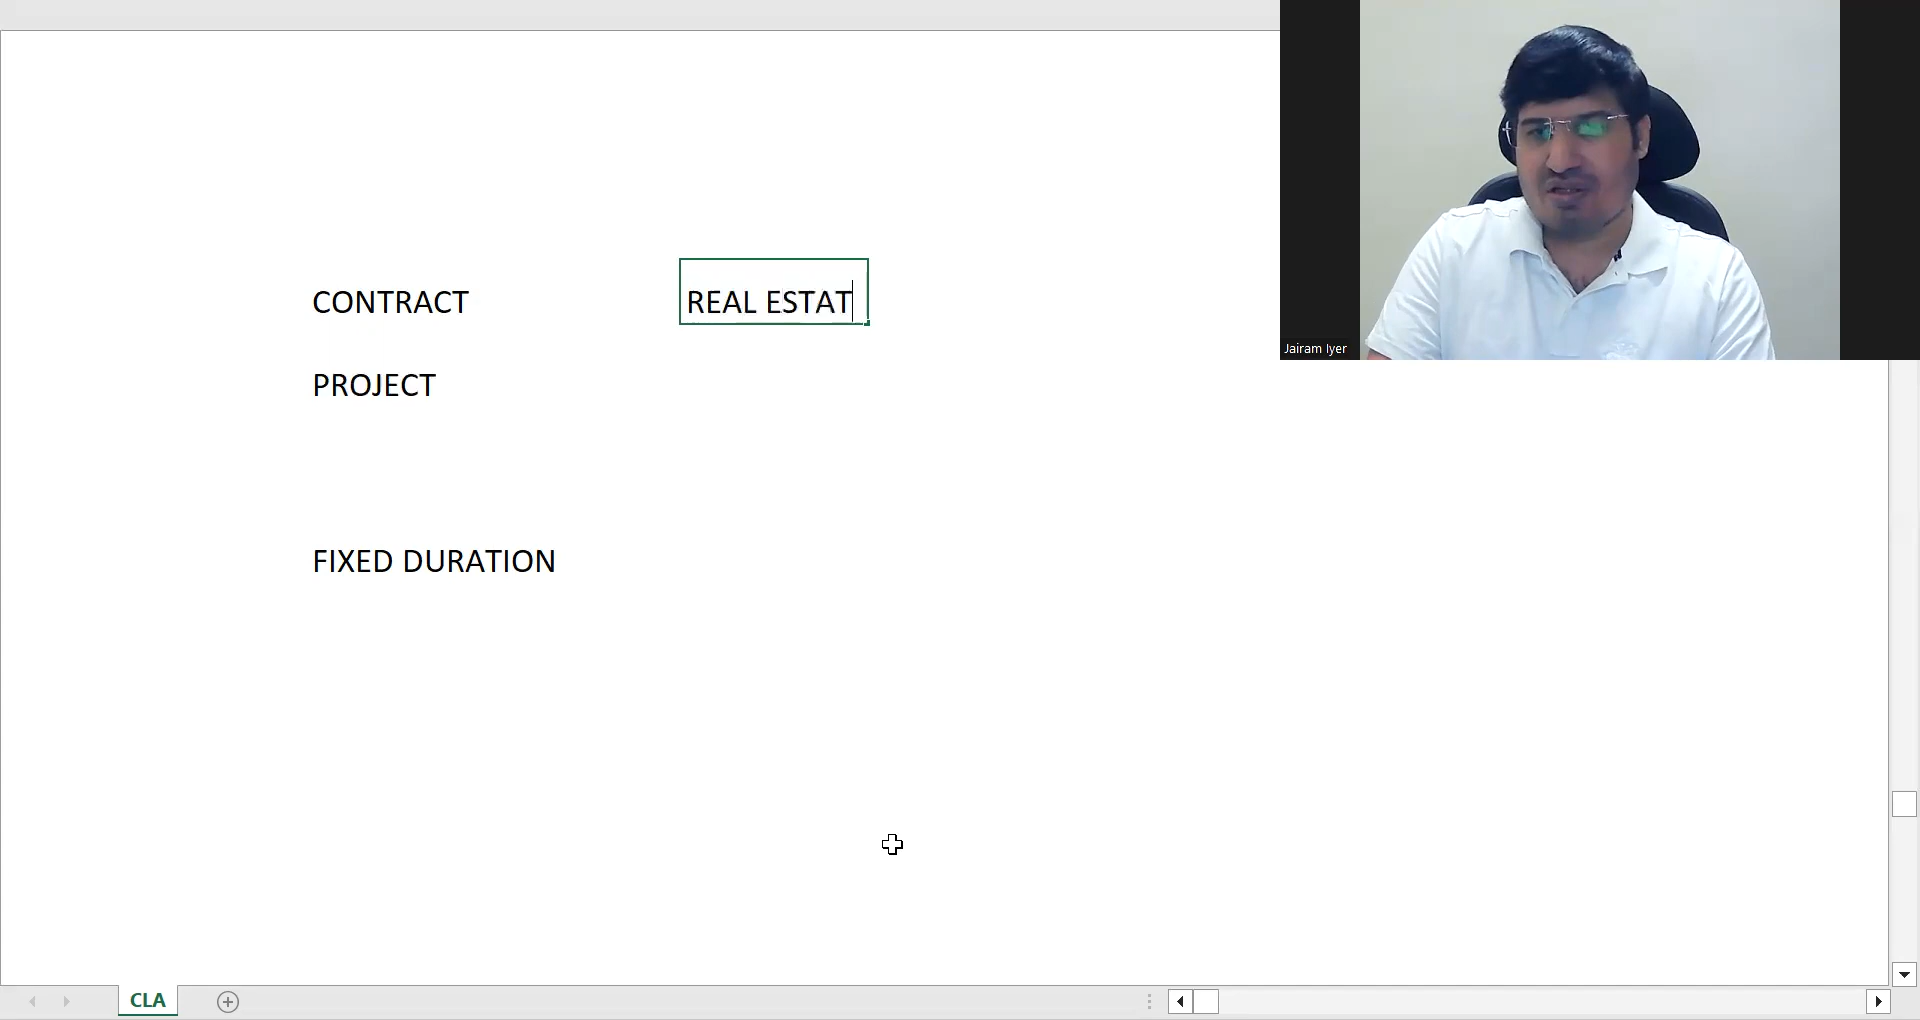 CONTRACT REAL ESTAT
Jairam Iyer
PROJECT
FIXED DURATION
CLA